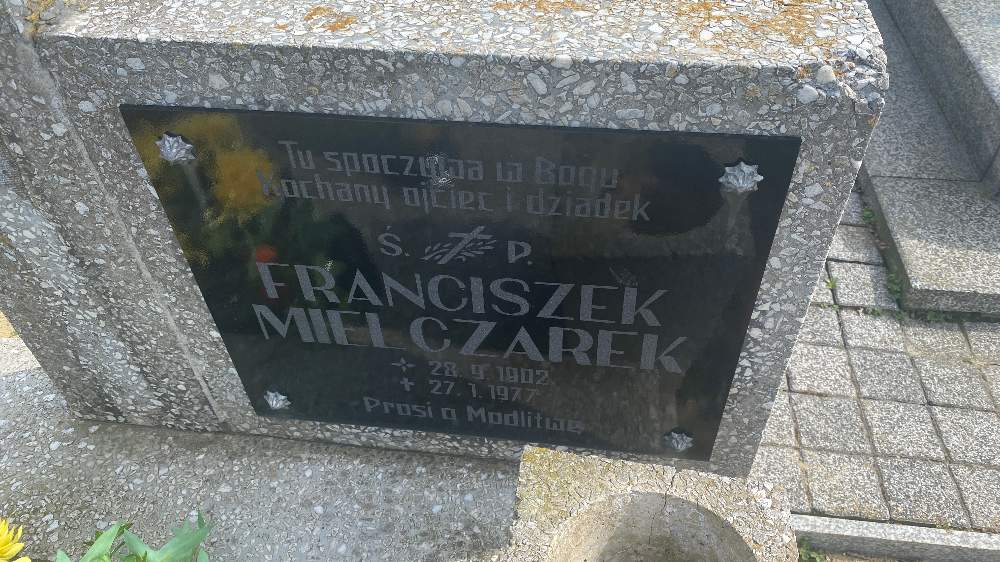 Tu spoczywa w Bogu
Kochany ojciec i dziadek
Ś. P.
FRANCISZEK
MIELCZAREK
28.9.1902
27.1.1977
Prosi o Modlitwę